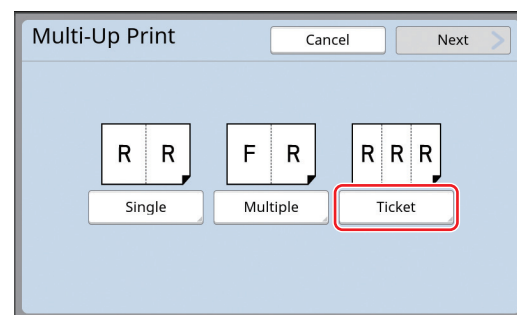 Multi-Up Print
Cancel
Next
R R
F R
R R R
Single
Multiple
Ticket